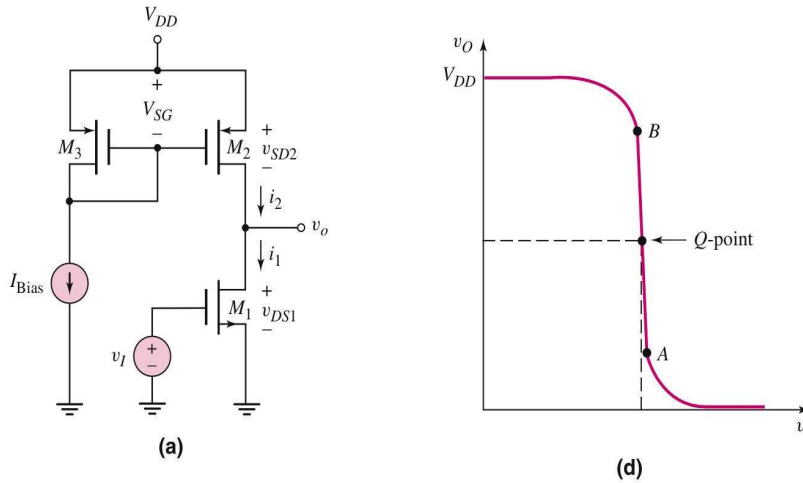 V_DD
+
V_SG
−
M_3
M_2
+
v_SD2
−
i_2
v_o
i_1
I_Bias
M_1
+
v_DS1
−
v_I
+
−
(a)
v_O
V_DD
B
Q-point
A
(d)